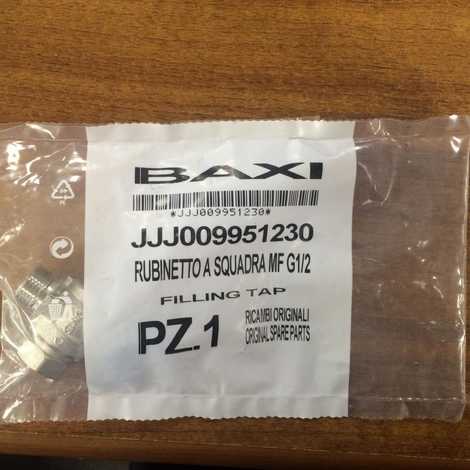 BAXI
*JJJ009951230*
JJJ009951230
RUBINETTO A SQUADRA MF G1/2
FILLING TAP
PZ.1
RICAMBI ORIGINALI
ORIGINAL SPARE PARTS